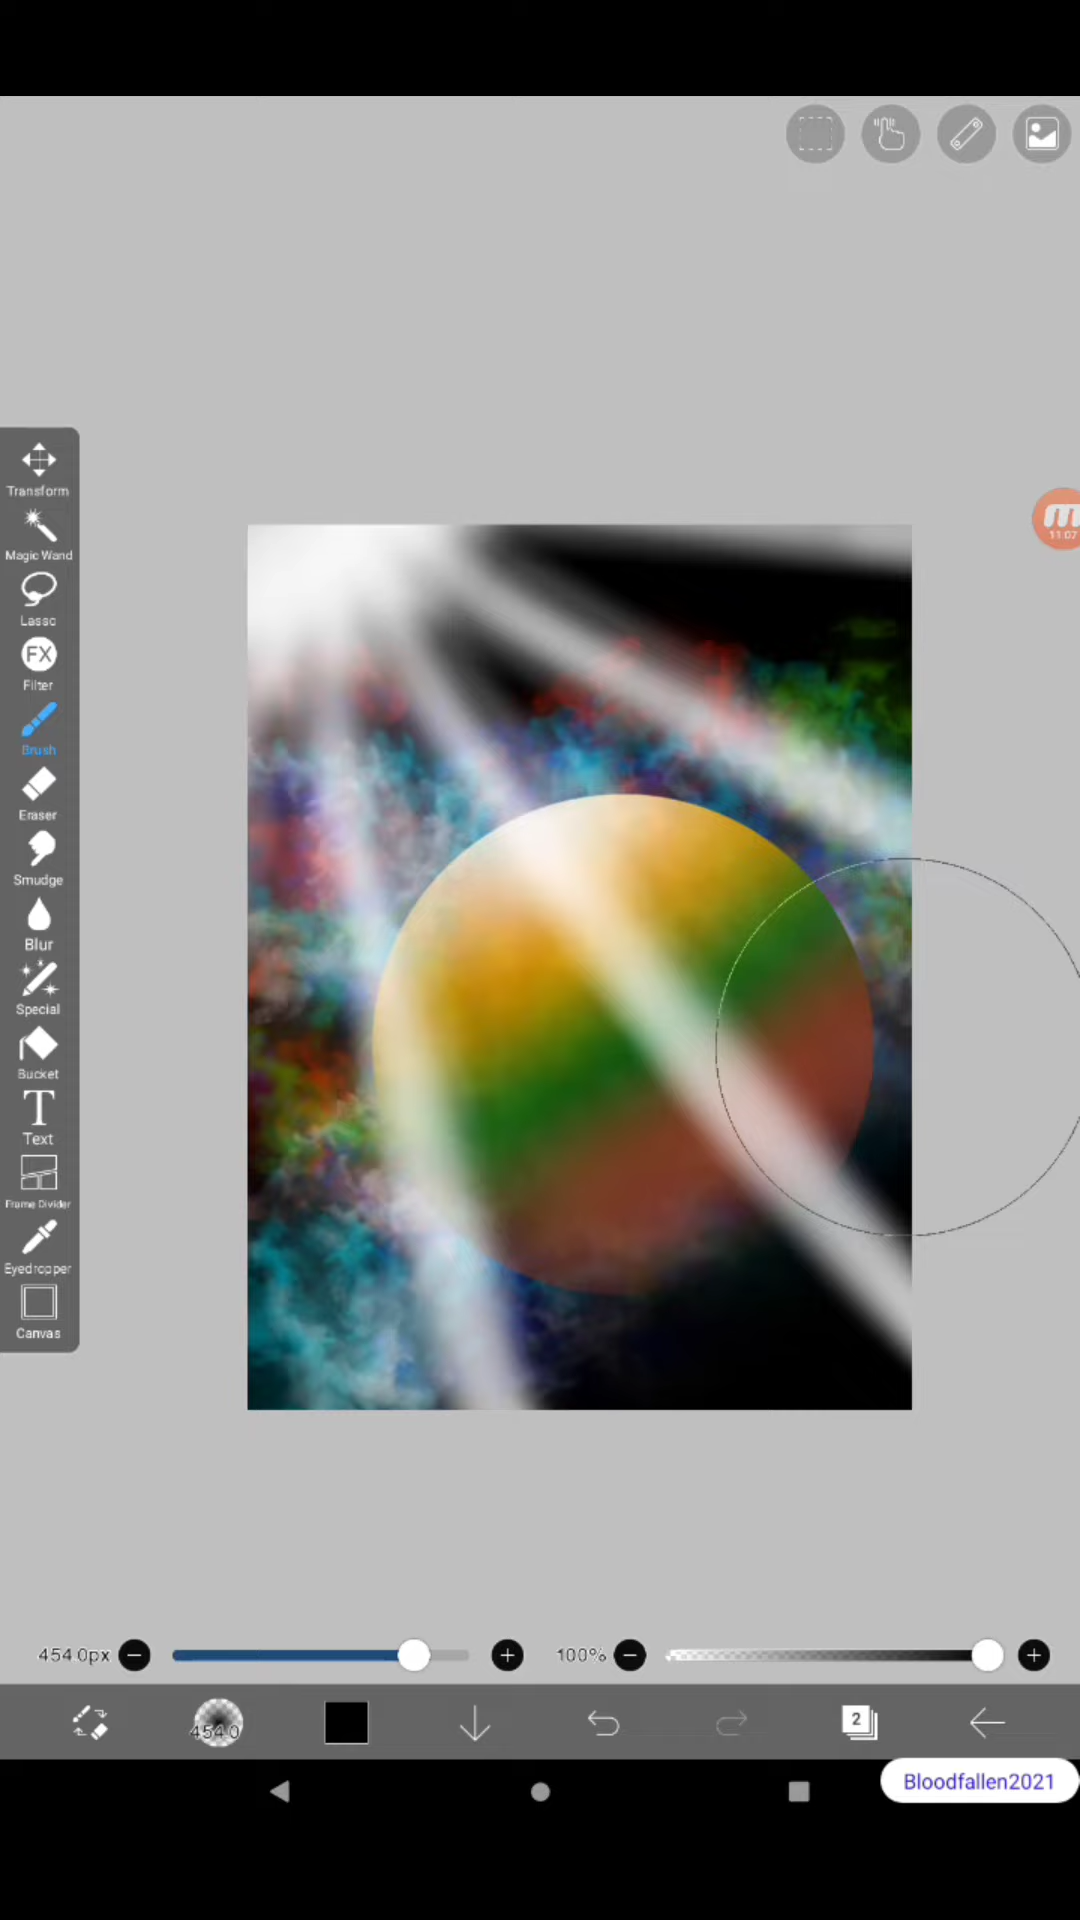 11:07
Transform
Magic Wand
Lasso
FX
Filter
Brush
Eraser
Smudge
Blur
Special
Bucket
T
Text
Frame Divider
Eyedropper
Canvas
454.0px
100%
454.0
2
Bloodfallen2021